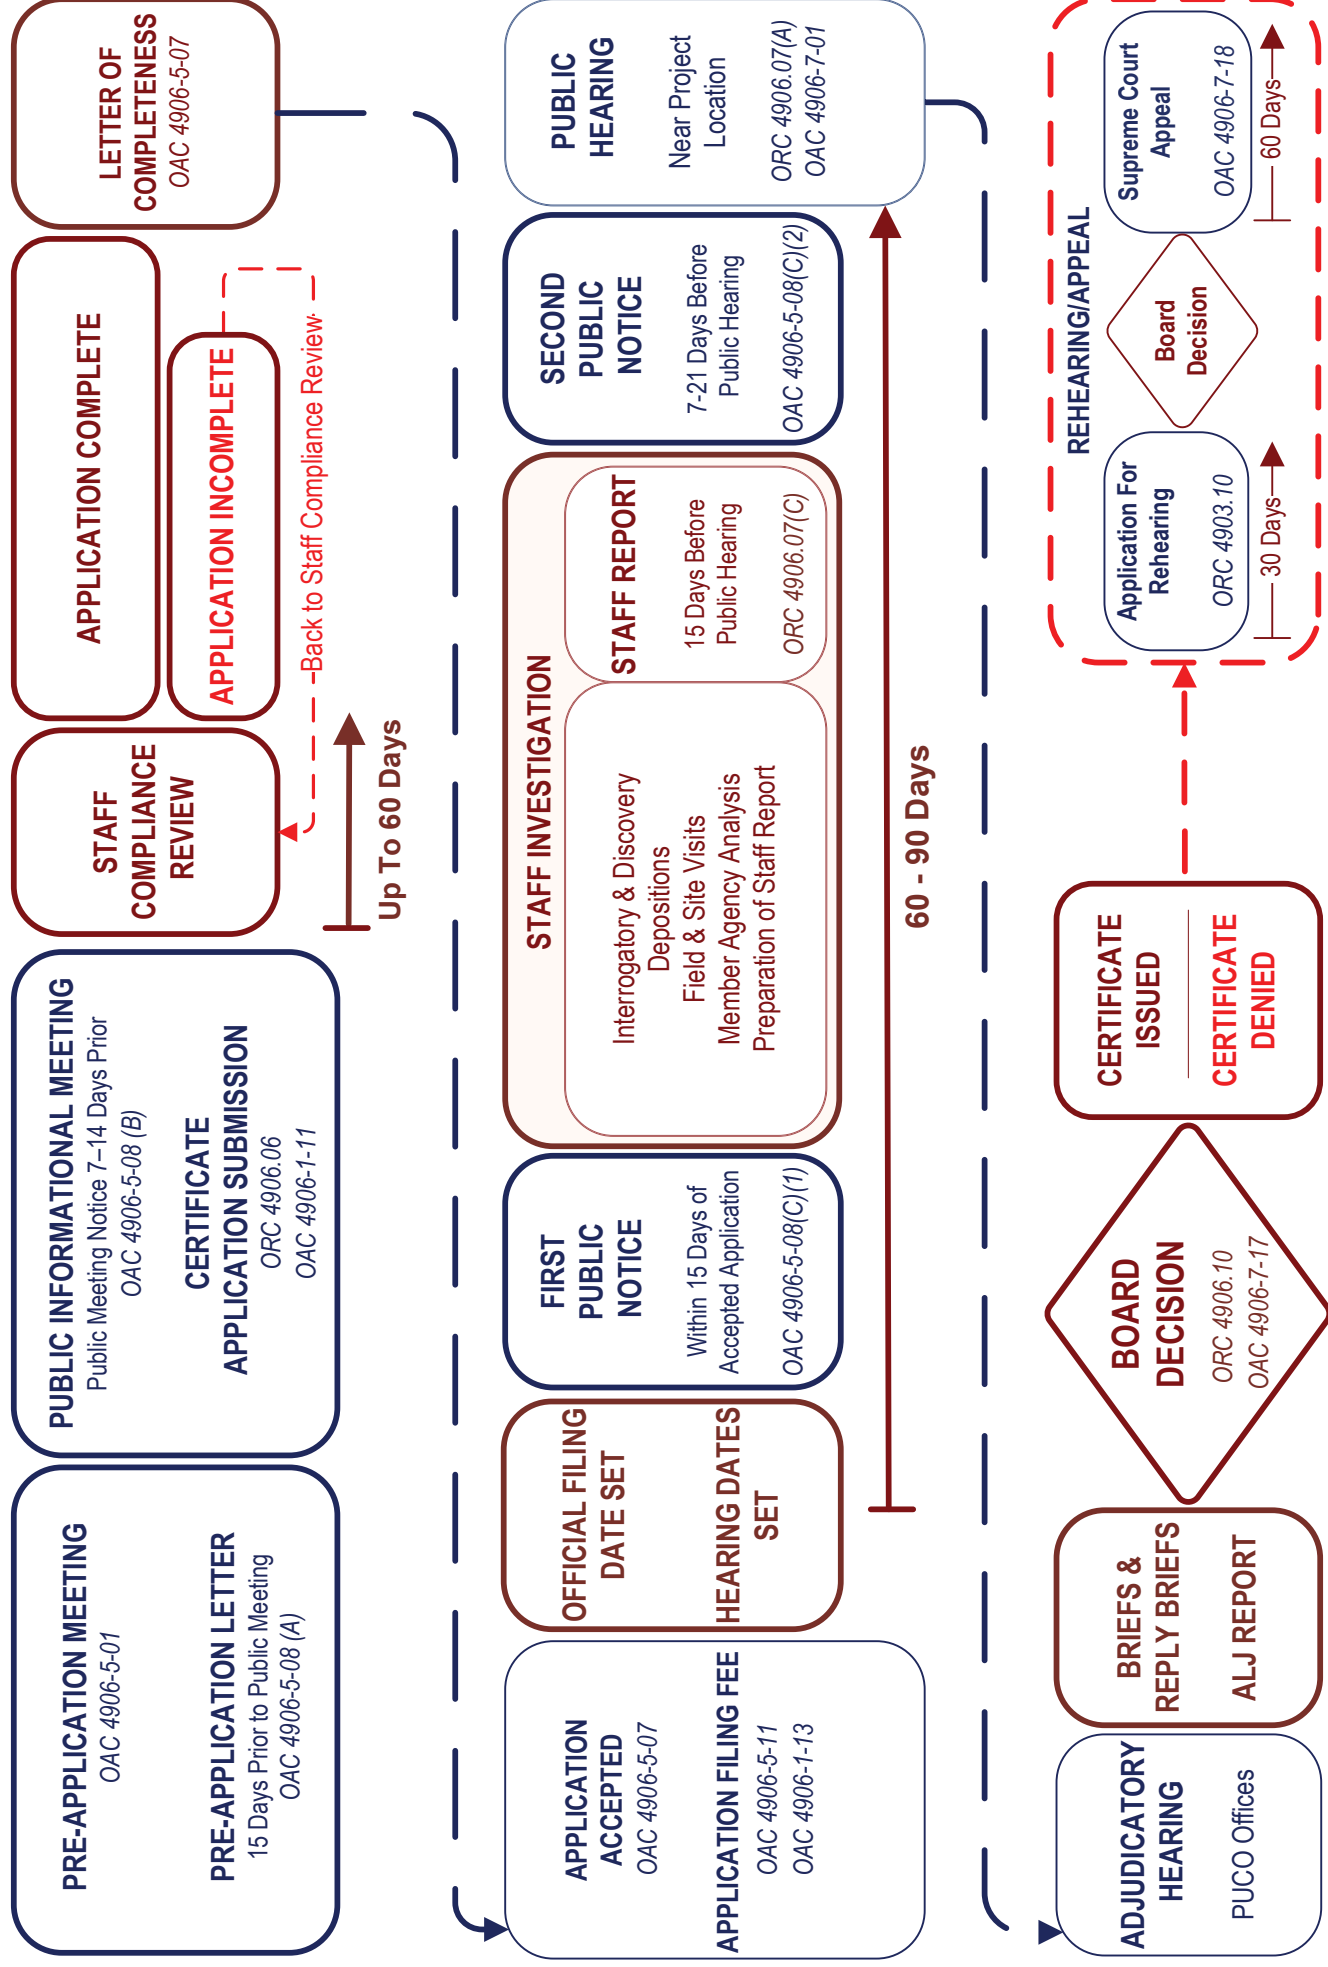 PRE-APPLICATION MEETING
OAC 4906-5-01
PRE-APPLICATION LETTER
15 Days Prior to Public Meeting
OAC 4906-5-08 (A)
PUBLIC INFORMATIONAL MEETING
Public Meeting Notice 7–14 Days Prior
OAC 4906-5-08 (B)
CERTIFICATE
APPLICATION SUBMISSION
ORC 4906.06
OAC 4906-1-11
STAFF
COMPLIANCE
REVIEW
APPLICATION COMPLETE
APPLICATION INCOMPLETE
Back to Staff Compliance Review
Up To 60 Days
LETTER OF
COMPLETENESS
OAC 4906-5-07
APPLICATION
ACCEPTED
OAC 4906-5-07
APPLICATION FILING FEE
OAC 4906-5-11
OAC 4906-1-13
OFFICIAL FILING
DATE SET
HEARING DATES
SET
FIRST
PUBLIC
NOTICE
Within 15 Days of
Accepted Application
OAC 4906-5-08(C)(1)
STAFF INVESTIGATION
Interrogatory & Discovery
Depositions
Field & Site Visits
Member Agency Analysis
Preparation of Staff Report
STAFF REPORT
15 Days Before
Public Hearing
ORC 4906.07(C)
SECOND
PUBLIC
NOTICE
7-21 Days Before
Public Hearing
OAC 4906-5-08(C)(2)
PUBLIC
HEARING
Near Project
Location
ORC 4906.07(A)
OAC 4906-7-01
60 - 90 Days
ADJUDICATORY
HEARING
PUCO Offices
BRIEFS &
REPLY BRIEFS
ALJ REPORT
BOARD
DECISION
ORC 4906.10
OAC 4906-7-17
CERTIFICATE
ISSUED
CERTIFICATE
DENIED
REHEARING/APPEAL
Application For
Rehearing
ORC 4903.10
30 Days
Board
Decision
Supreme Court
Appeal
OAC 4906-7-18
60 Days